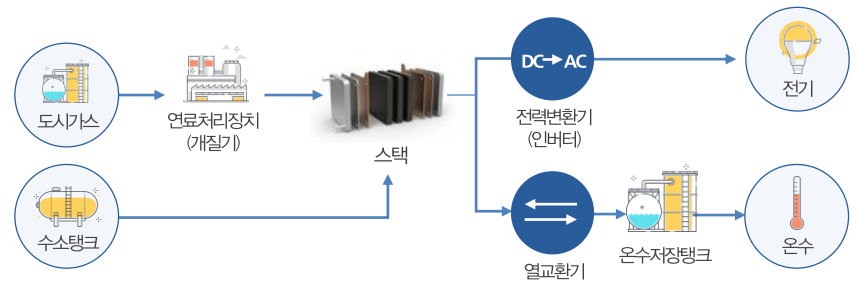 도시가스
연료처리장치
(개질기)
스택
수소탱크
DC→AC
전력변환기
(인버터)
전기
열교환기
온수저장탱크
온수